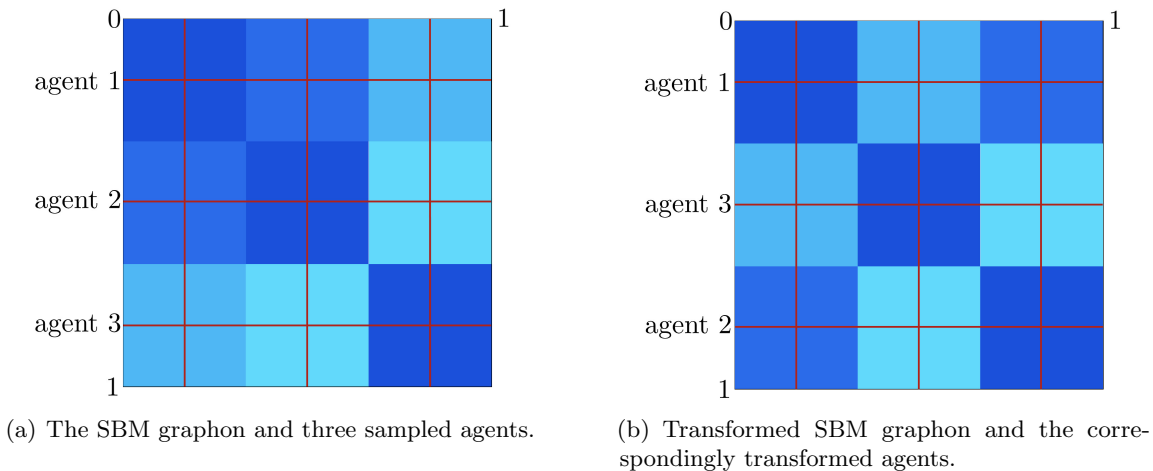 0
1
agent 1
agent 2
agent 3
1
(a) The SBM graphon and three sampled agents.
0
1
agent 1
agent 3
agent 2
1
(b) Transformed SBM graphon and the corre-
spondingly transformed agents.